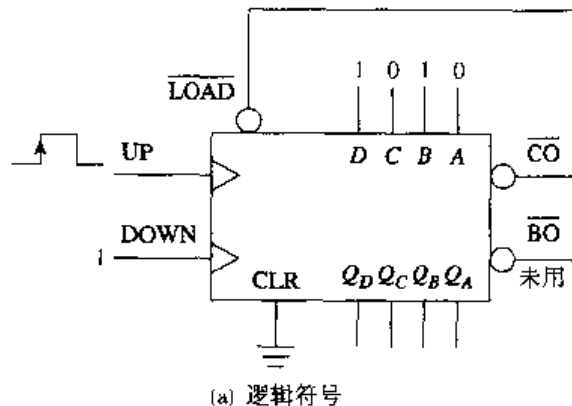 1 0 1 0
LOAD
UP
D C B A
CO
DOWN
1
BO
CLR
Q_D Q_C Q_B Q_A
未用
(a) 逻辑符号